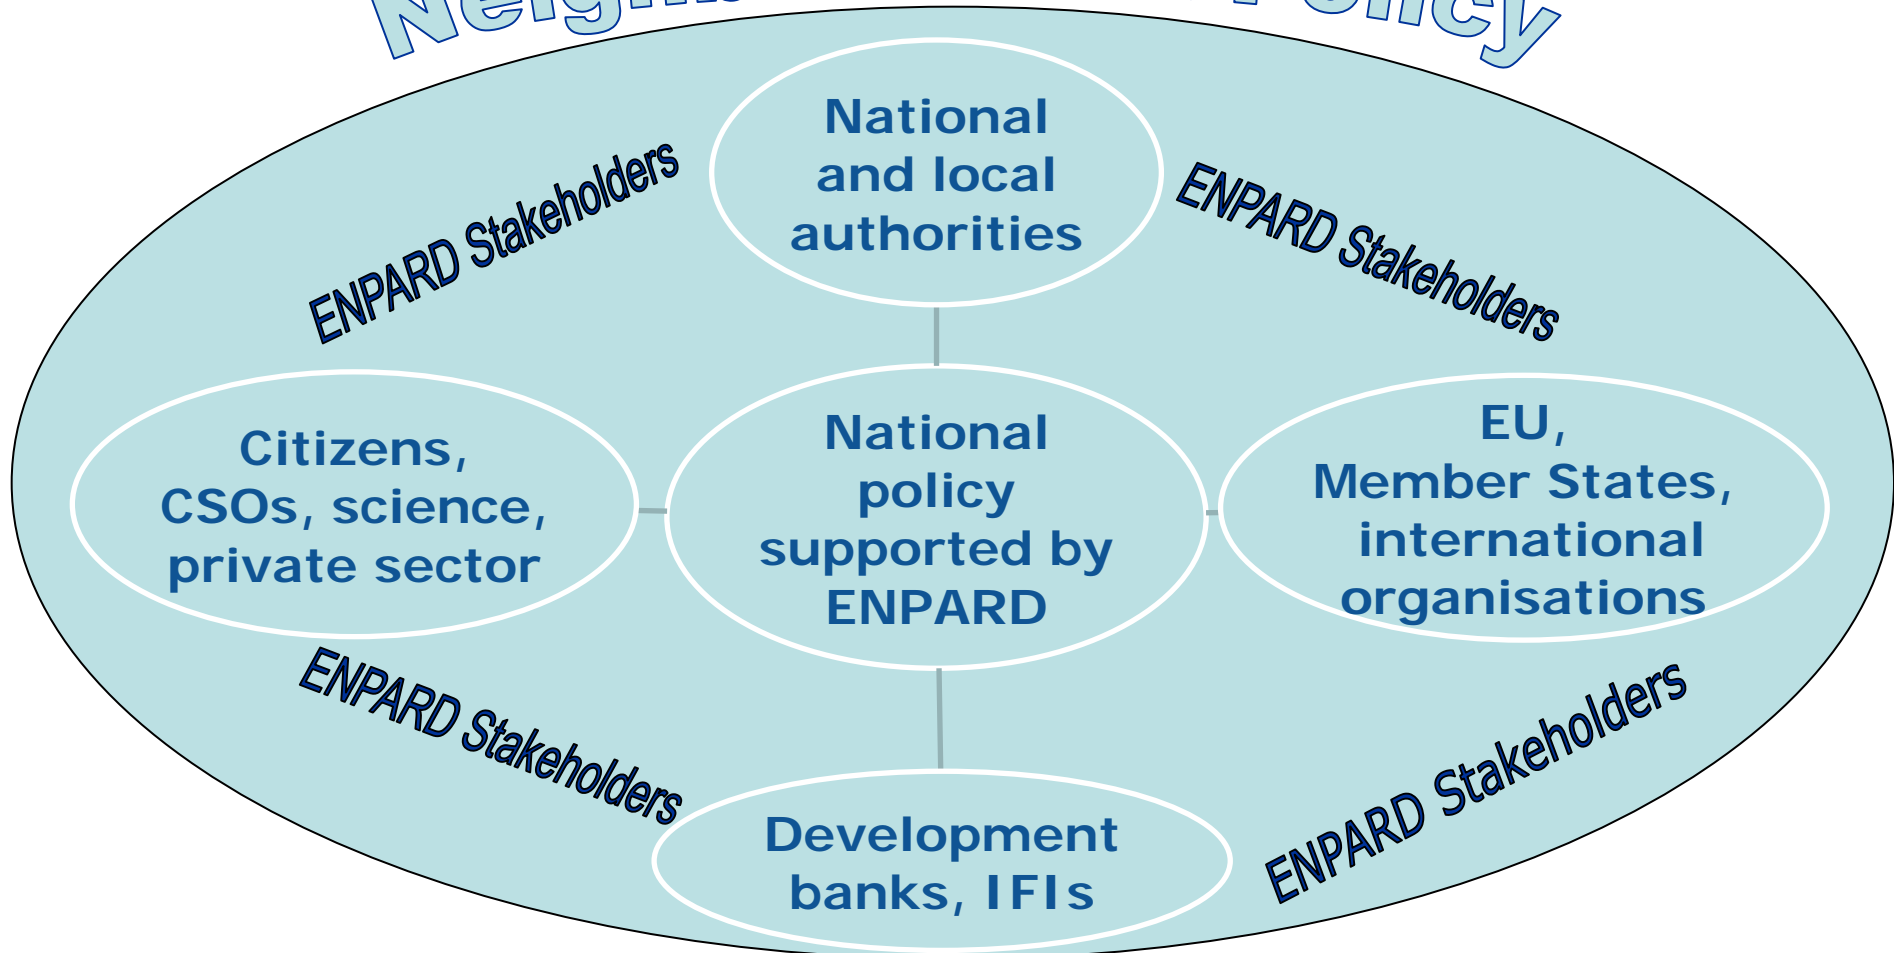 Policy
ENPARD Stakeholders
National
and local
authorities
ENPARD Stakeholders
Citizens,
CSOs, science,
private sector
National
policy
supported by
ENPARD
EU,
Member States,
international
organisations
ENPARD Stakeholders
Development
banks, IFIs
ENPARD Stakeholders